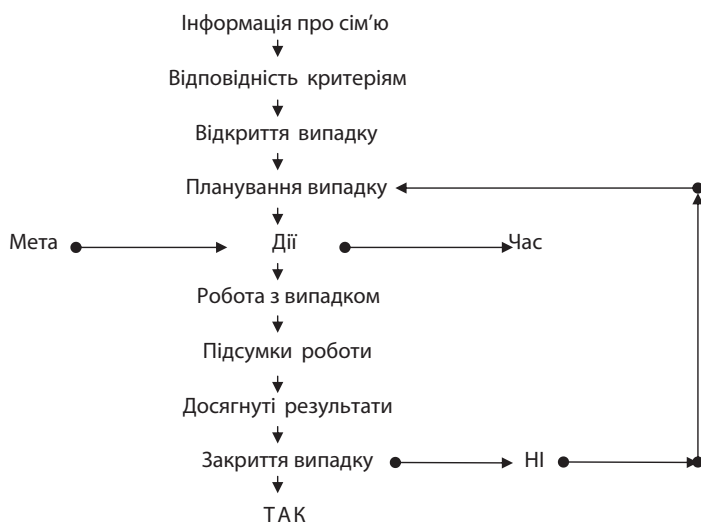 Інформація про сім’ю
Відповідність критеріям
Відкриття випадку
Планування випадку
Мета Дії Час
Робота з випадком
Підсумки роботи
Досягнуті результати
Закриття випадку НІ
ТАК